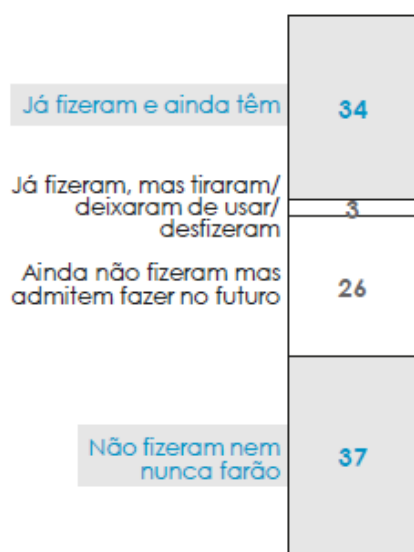 Já fizeram e ainda têm
34
Já fizeram, mas tiraram/
deixaram de usar/
desfizeram
3
Ainda não fizeram mas
admitem fazer no futuro
26
Não fizeram nem
nunca farão
37